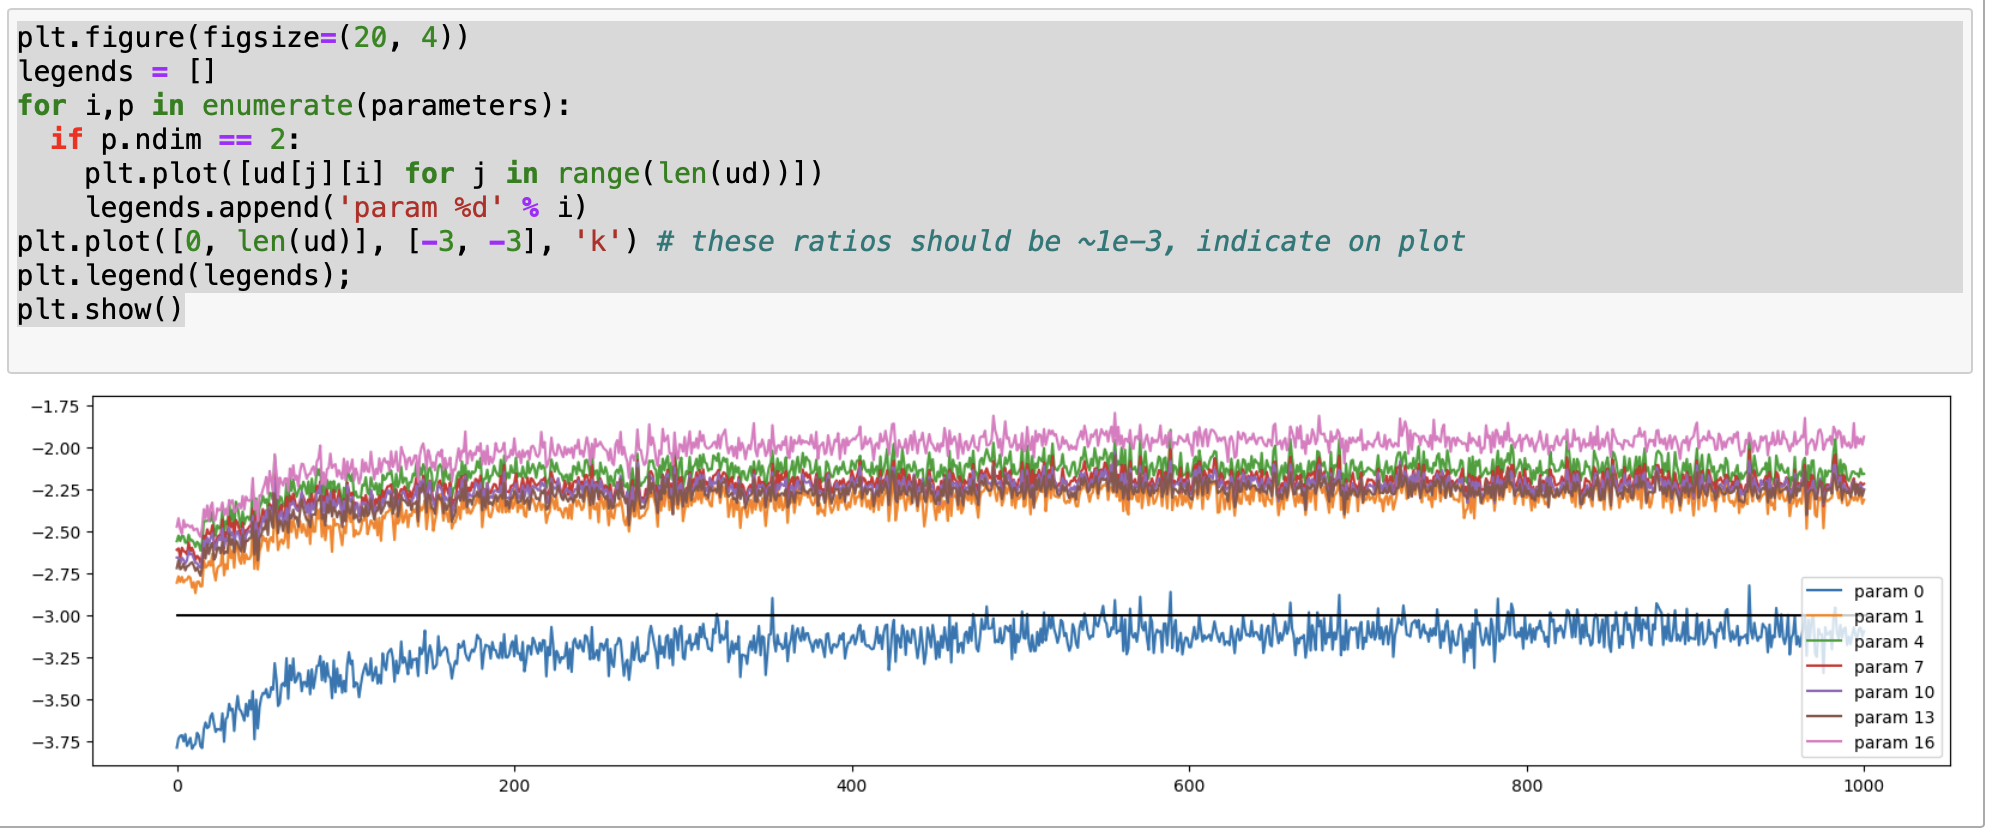 plt.figure(figsize=(20, 4))
legends = []
for i,p in enumerate(parameters):
  if p.ndim == 2:
    plt.plot([ud[j][i] for j in range(len(ud))])
    legends.append('param %d' % i)
plt.plot([0, len(ud)], [-3, -3], 'k') # these ratios should be ~1e-3, indicate on plot
plt.legend(legends);
plt.show()
−1.75
−2.00
−2.25
−2.50
−2.75
−3.00
−3.25
−3.50
−3.75
param 0
param 1
param 4
param 7
param 10
param 13
param 16
0 200 400 600 800 1000